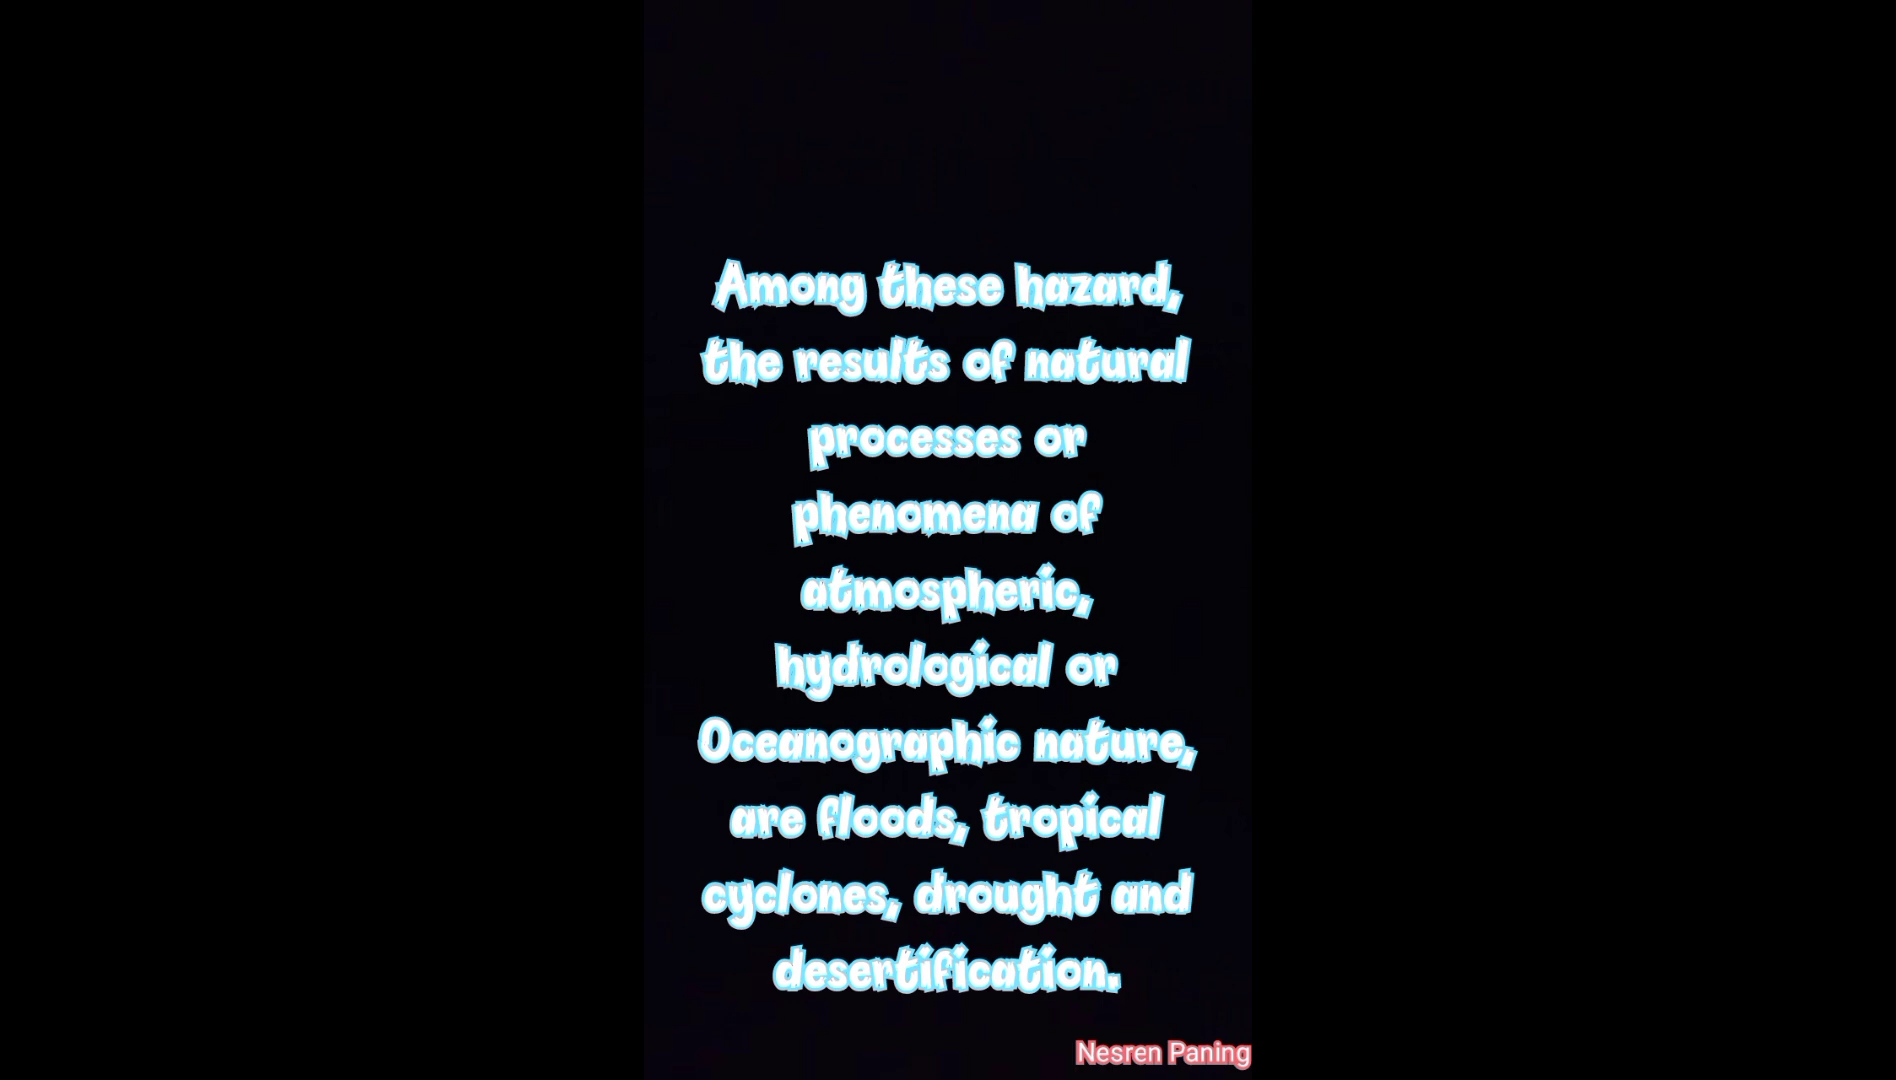 Among these hazard,
the results of natural
processes or
phenomena of
atmospheric,
hydrological or
Oceanographic nature,
are floods, tropical
cyclones, drought and
desertification.
Nesren Paning